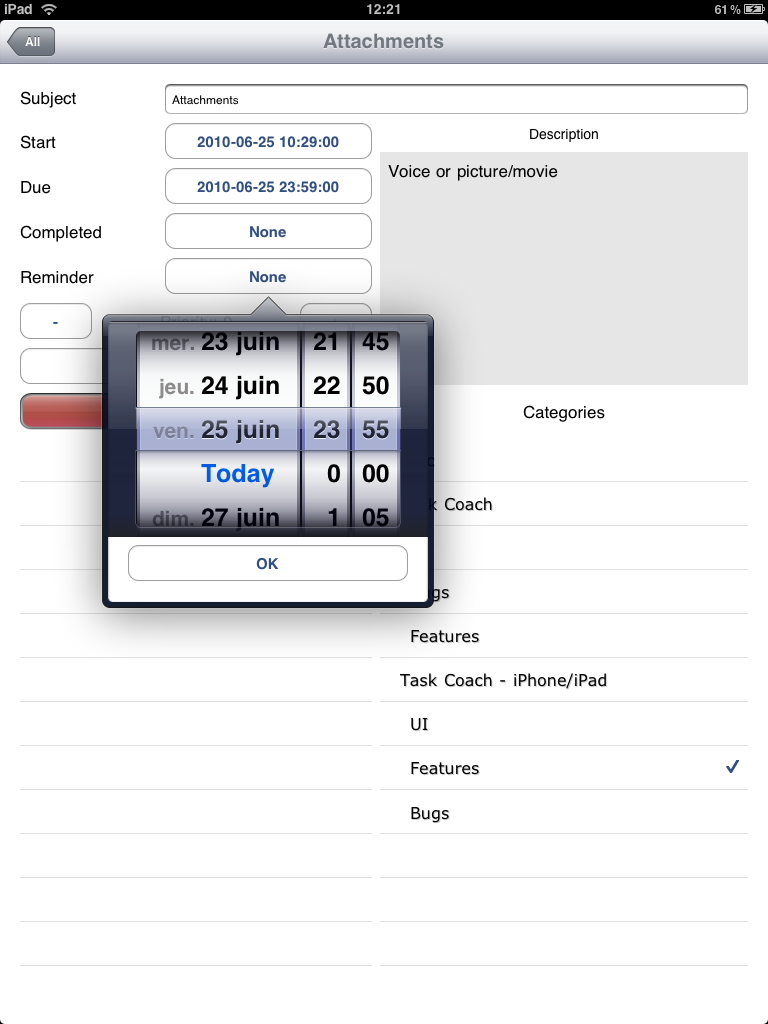 iPad 12:21 61 %
All Attachments
Subject Attachments
Start 2010-06-25 10:29:00
Description
Due 2010-06-25 23:59:00
Voice or picture/movie
Completed None
Reminder None
- Priority: 0
mer. 23 juin 21 45
jeu. 24 juin 22 50
ven. 25 juin 23 55
Today 0 00
dim. 27 juin 1 05
OK
Categories
Coach
Features
Task Coach - iPhone/iPad
UI
Features
Bugs